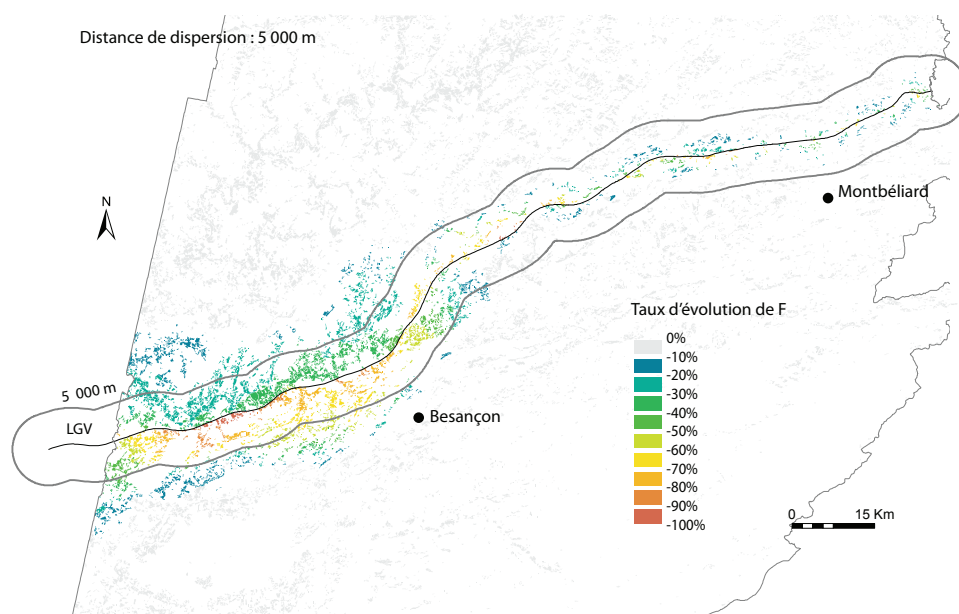 Distance de dispersion : 5 000 m
N
Montbéliard
Taux d’évolution de F
0%
-10%
-20%
-30%
-40%
-50%
-60%
-70%
-80%
-90%
-100%
5 000 m
LGV
Besançon
0 15 Km